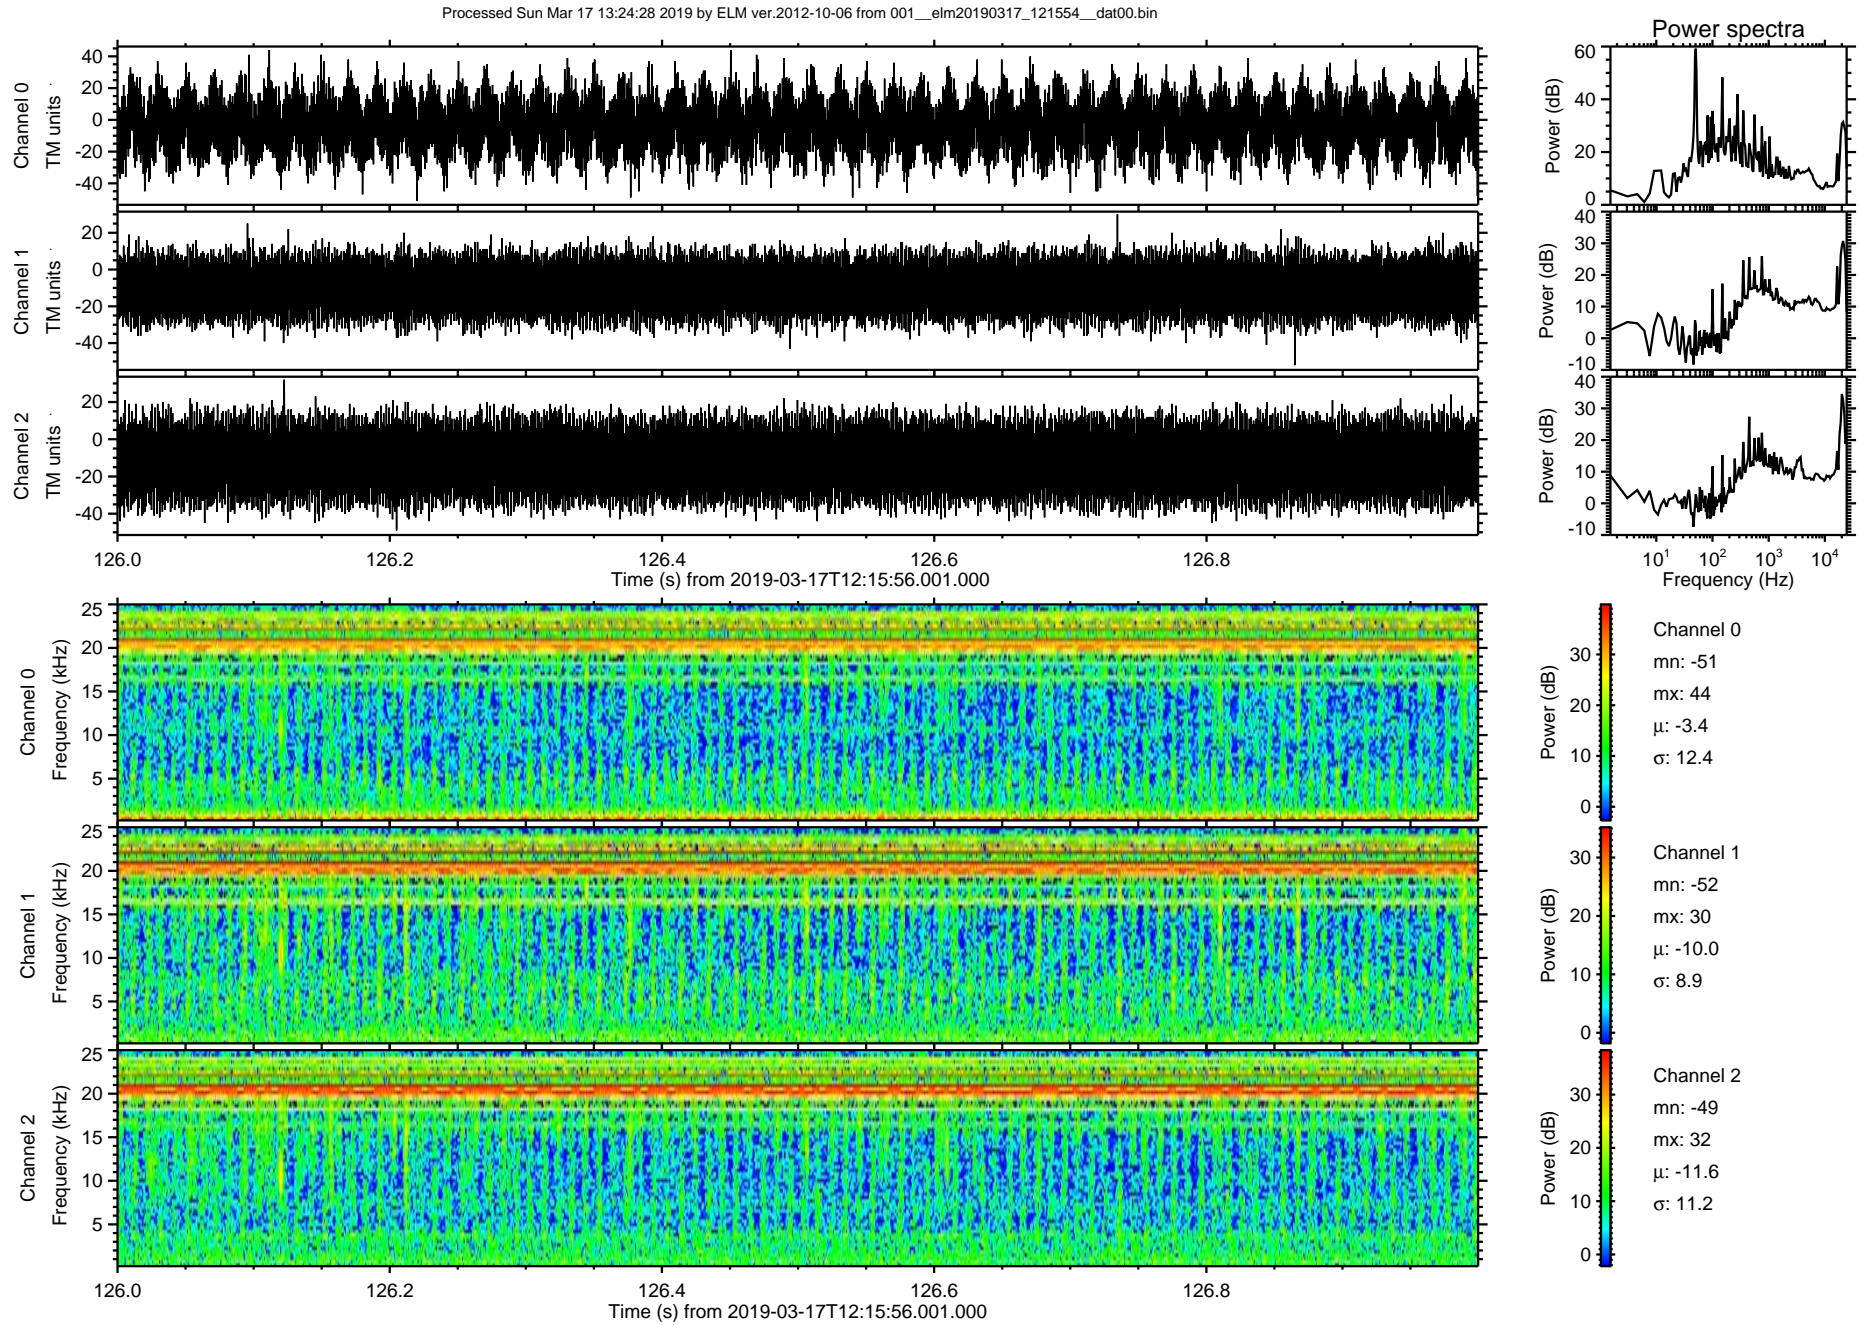 Processed Sun Mar 17 13:24:28 2019 by ELM ver.2012-10-06 from 001__elm20190317_121554__dat00.bin
Power spectra
Channel 0
TM units
40
20
0
-20
-40
Power (dB)
60
40
20
0
Channel 1
TM units
20
0
-20
-40
Power (dB)
40
30
20
10
0
-10
Channel 2
TM units
20
0
-20
-40
Power (dB)
40
30
20
10
0
-10
126.0 126.2 126.4 126.6 126.8
Time (s) from 2019-03-17T12:15:56.001.000
10^1 10^2 10^3 10^4
Frequency (Hz)
Channel 0
Frequency (kHz)
25
20
15
10
5
Power (dB)
30
20
10
0
Channel 0
mn: -51
mx: 44
μ: -3.4
σ: 12.4
Channel 1
Frequency (kHz)
25
20
15
10
5
Power (dB)
30
20
10
0
Channel 1
mn: -52
mx: 30
μ: -10.0
σ: 8.9
Channel 2
Frequency (kHz)
25
20
15
10
5
Power (dB)
30
20
10
0
Channel 2
mn: -49
mx: 32
μ: -11.6
σ: 11.2
126.0 126.2 126.4 126.6 126.8
Time (s) from 2019-03-17T12:15:56.001.000